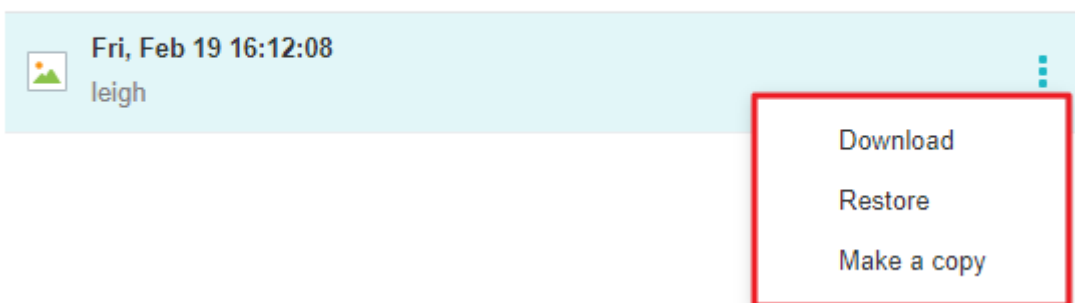 Fri, Feb 19 16:12:08
leigh
Download
Restore
Make a copy